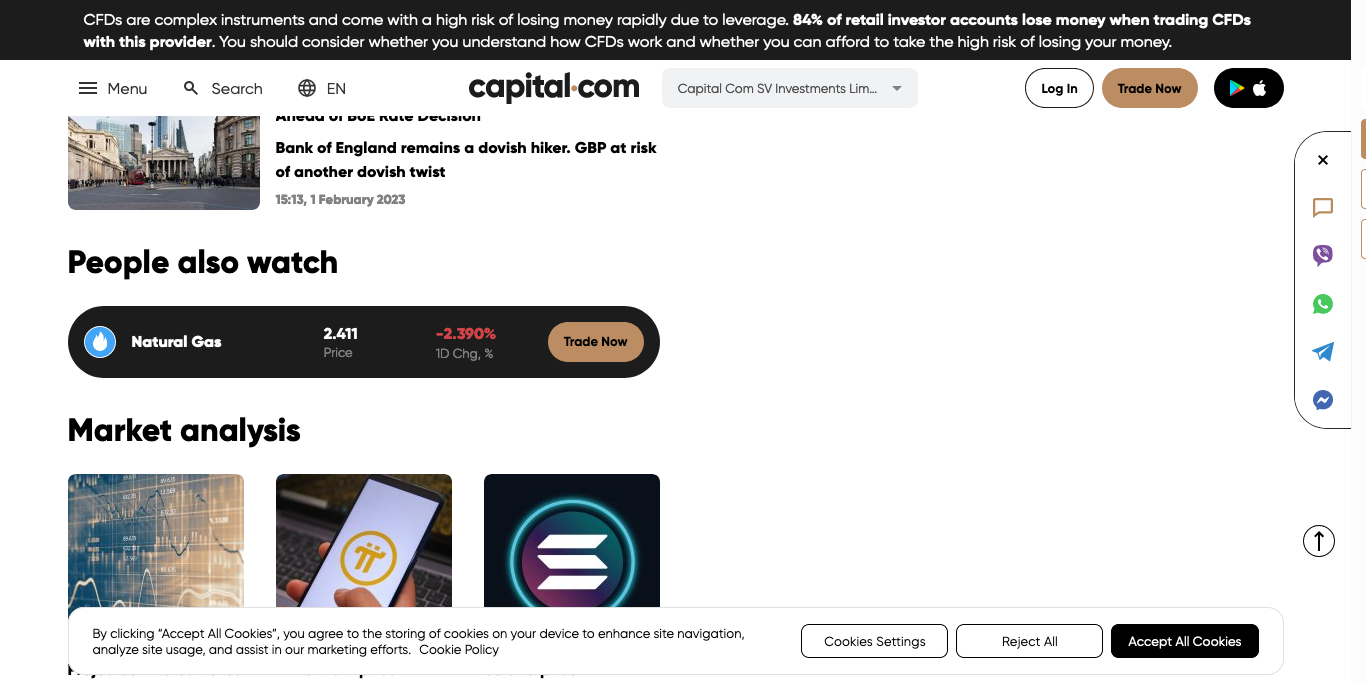 CFDs are complex instruments and come with a high risk of losing money rapidly due to leverage. 84% of retail investor accounts lose money when trading CFDs
with this provider. You should consider whether you understand how CFDs work and whether you can afford to take the high risk of losing your money.
Menu
Search
EN
capital.com
Capital Com SV Investments Lim...
Log In
Trade Now
Ahead of BoE Rate Decision
Bank of England remains a dovish hiker. GBP at risk
of another dovish twist
15:13, 1 February 2023
People also watch
Natural Gas
2.411
Price
-2.390%
1D Chg, %
Trade Now
Market analysis
By clicking “Accept All Cookies”, you agree to the storing of cookies on your device to enhance site navigation,
analyze site usage, and assist in our marketing efforts. Cookie Policy
Cookies Settings
Reject All
Accept All Cookies